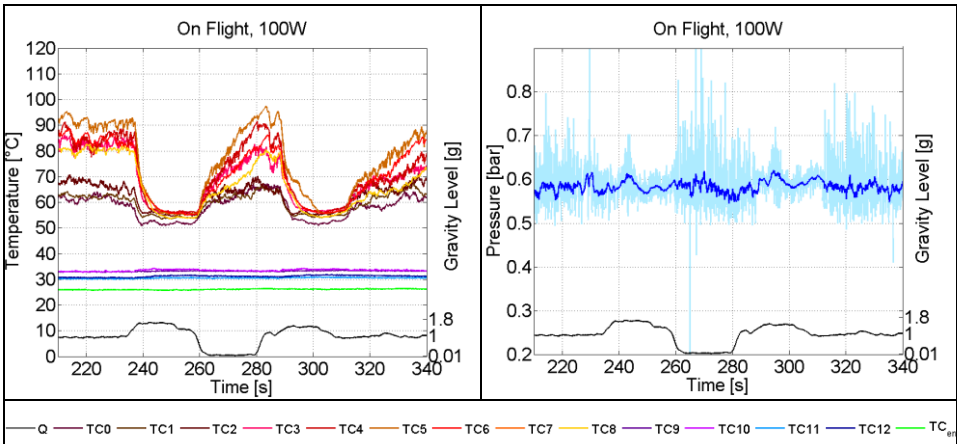 On Flight, 100W
120
110
100
90
80
70
60
50
40
30
20
10
0
Temperature [°C]
1.8
1
0.01
Gravity Level [g]
220 240 260 280 300 320 340
Time [s]
On Flight, 100W
0.8
0.7
0.6
0.5
0.4
0.3
0.2
Pressure [bar]
1.8
1
0.01
Gravity Level [g]
220 240 260 280 300 320 340
Time [s]
Q TC0 TC1 TC2 TC3 TC4 TC5 TC6 TC7 TC8 TC9 TC10 TC11 TC12 TC